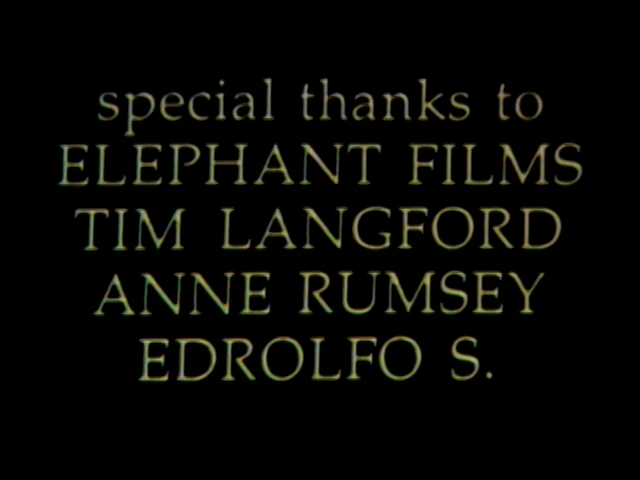 special thanks to
ELEPHANT FILMS
TIM LANGFORD
ANNE RUMSEY
EDROLFO S.